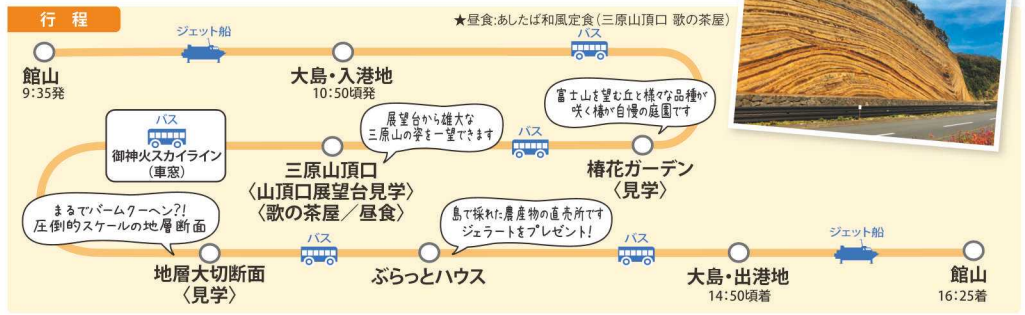 行程
★昼食:あしたば和風定食(三原山頂口 歌の茶屋)
館山
9:35発
ジェット船
大島・入港地
10:50頃発
バス
富士山を望む丘と様々な品種が
咲く椿が自慢の庭園です
椿花ガーデン
〈見学〉
バス
展望台から雄大な
三原山の姿を一望できます
三原山頂口
〈山頂口展望台見学〉
〈歌の茶屋/昼食〉
バス
御神火スカイライン
(車窓)
まるでバームクーヘン?!
圧倒的スケールの地層断面
地層大切断面
〈見学〉
バス
島で採れた農産物の直売所です
ジェラートをプレゼント!
ぶらっとハウス
バス
大島・出港地
14:50頃着
ジェット船
館山
16:25着